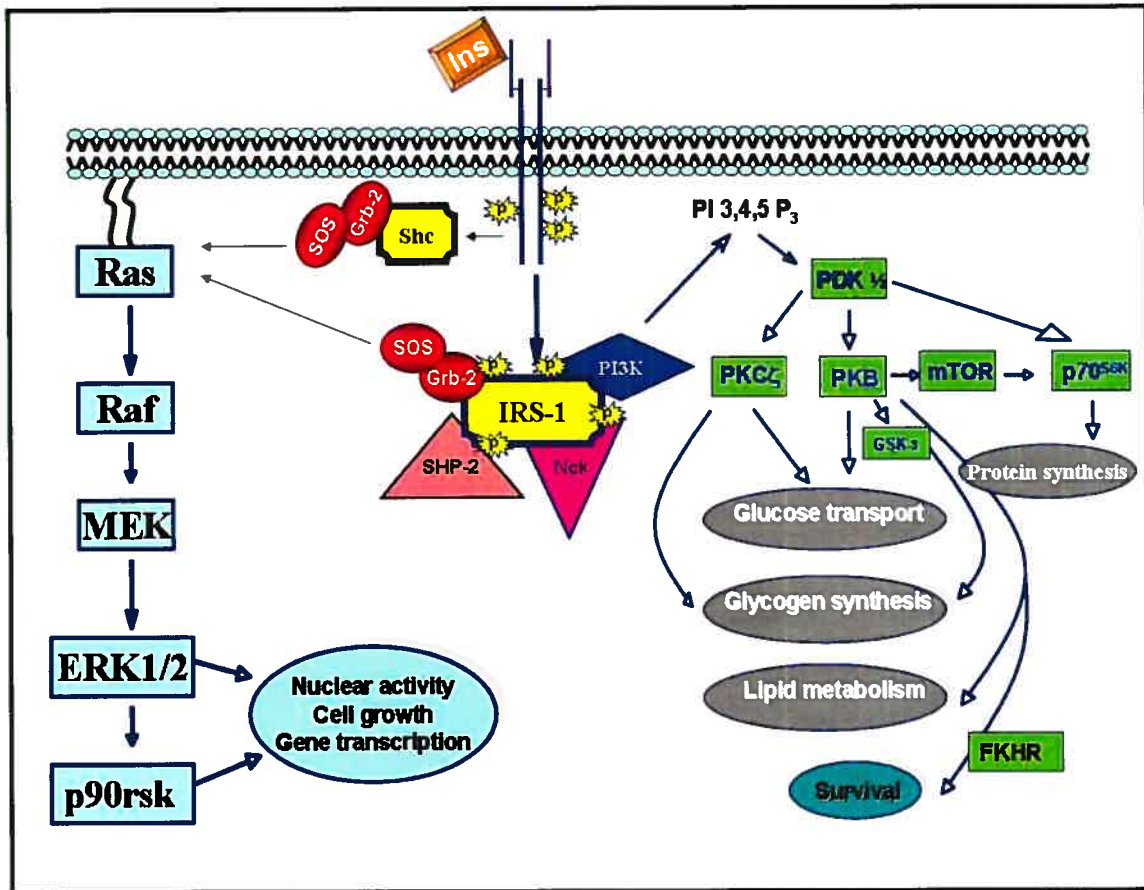 Ins
P
P
P
PI 3,4,5 P3
SOS
Grb-2
Shc
Ras
PDK ½
SOS
Grb-2
P
P
PI3K
PKCζ
PKB
mTOR
p70S6K
Raf
IRS-1
P
P
GSK-3
SHP-2
Nck
Protein synthesis
MEK
Glucose transport
Glycogen synthesis
ERK1/2
Nuclear activity
Cell growth
Gene transcription
Lipid metabolism
FKHR
p90rsk
Survival